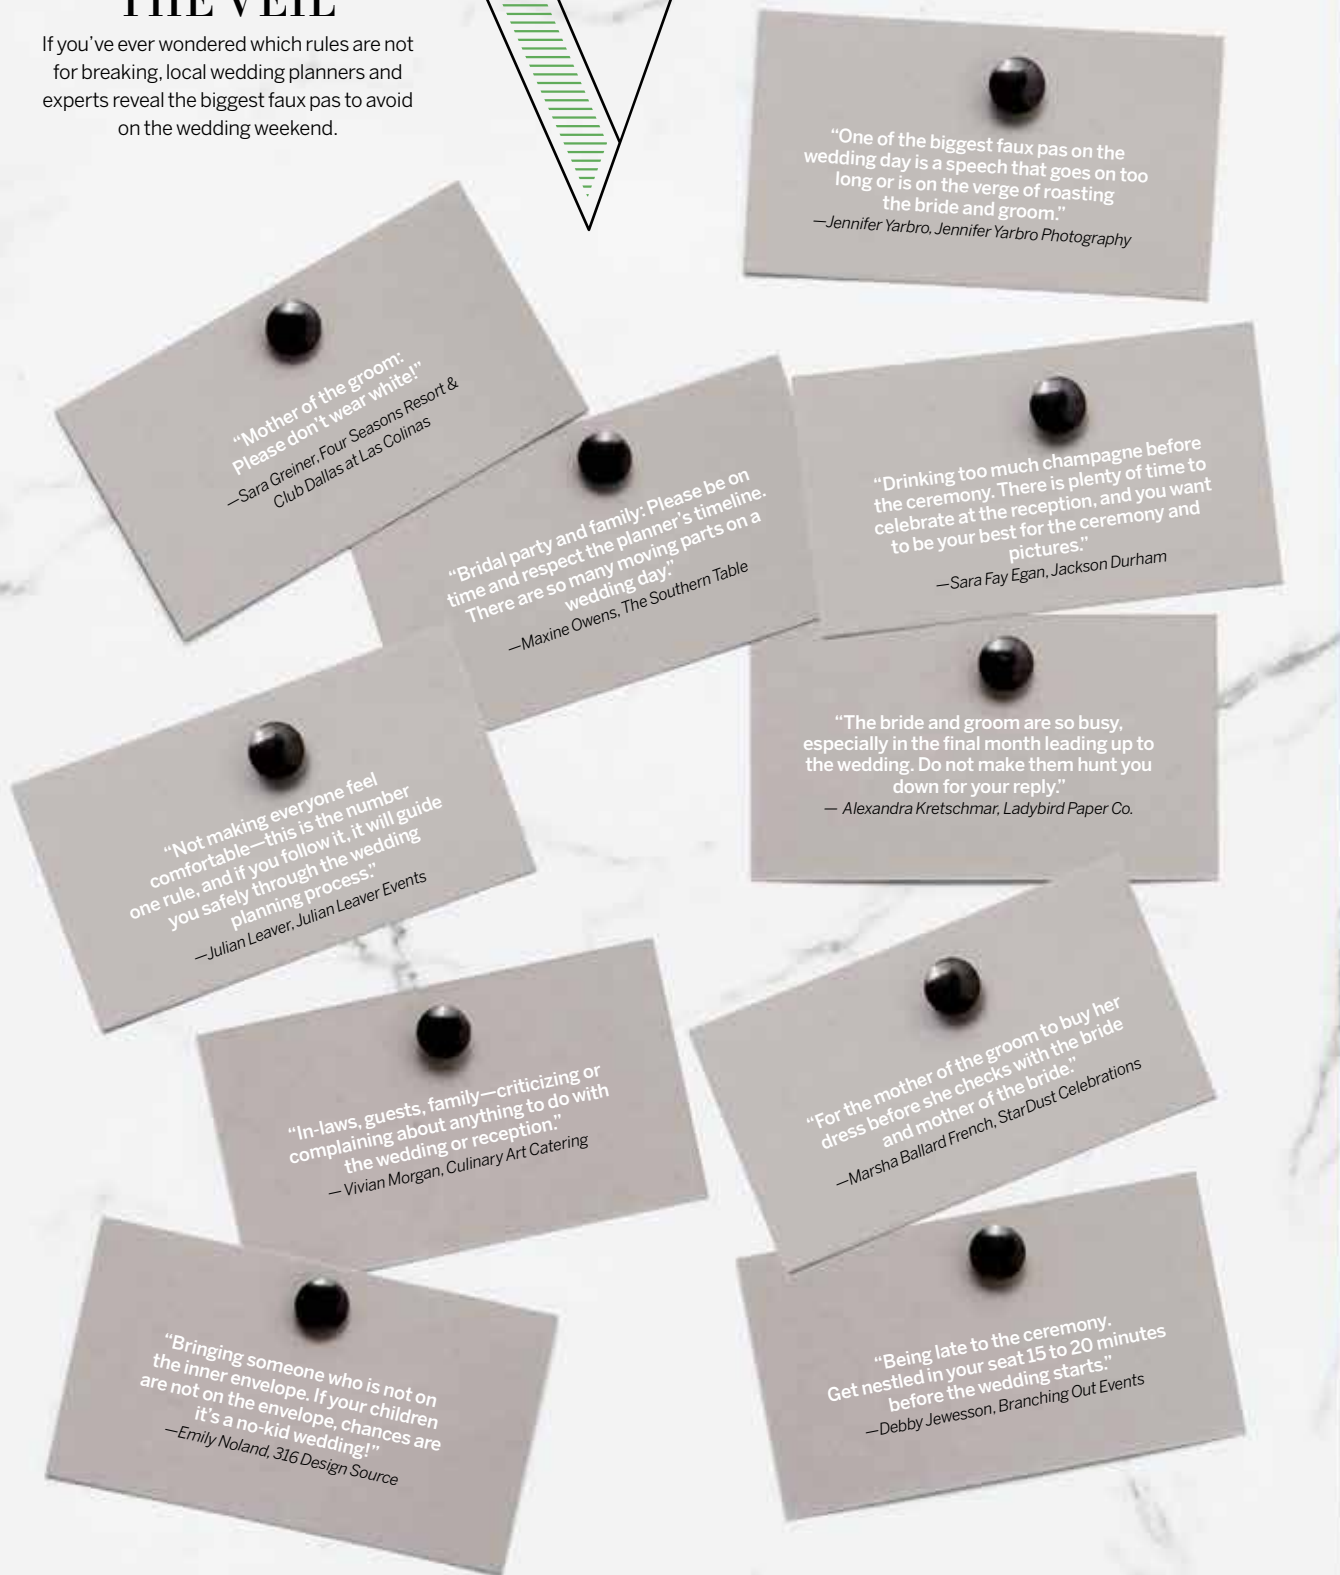 THE VEIL
If you’ve ever wondered which rules are not
for breaking, local wedding planners and
experts reveal the biggest faux pas to avoid
on the wedding weekend.
“One of the biggest faux pas on the
wedding day is a speech that goes on too
long or is on the verge of roasting
the bride and groom.”
—Jennifer Yarbro, Jennifer Yarbro Photography
“Mother of the groom:
Please don’t wear white!”
—Sara Greiner, Four Seasons Resort &
Club Dallas at Las Colinas
“Bridal party and family: Please be on
time and respect the planner’s timeline.
There are so many moving parts on a
wedding day.”
—Maxine Owens, The Southern Table
“Drinking too much champagne before
the ceremony. There is plenty of time to
celebrate at the reception, and you want
to be your best for the ceremony and
pictures.”
—Sara Fay Egan, Jackson Durham
“The bride and groom are so busy,
especially in the final month leading up to
the wedding. Do not make them hunt you
down for your reply.”
— Alexandra Kretschmar, Ladybird Paper Co.
“Not making everyone feel
comfortable—this is the number
one rule, and if you follow it, it will guide
you safely through the wedding
planning process.”
—Julian Leaver, Julian Leaver Events
“In-laws, guests, family—criticizing or
complaining about anything to do with
the wedding or reception.”
— Vivian Morgan, Culinary Art Catering
“For the mother of the groom to buy her
dress before she checks with the bride
and mother of the bride.”
—Marsha Ballard French, StarDust Celebrations
“Bringing someone who is not on
the inner envelope. If your children
are not on the envelope, chances are
it’s a no-kid wedding!”
—Emily Noland, 316 Design Source
“Being late to the ceremony.
Get nestled in your seat 15 to 20 minutes
before the wedding starts.”
—Debby Jewesson, Branching Out Events